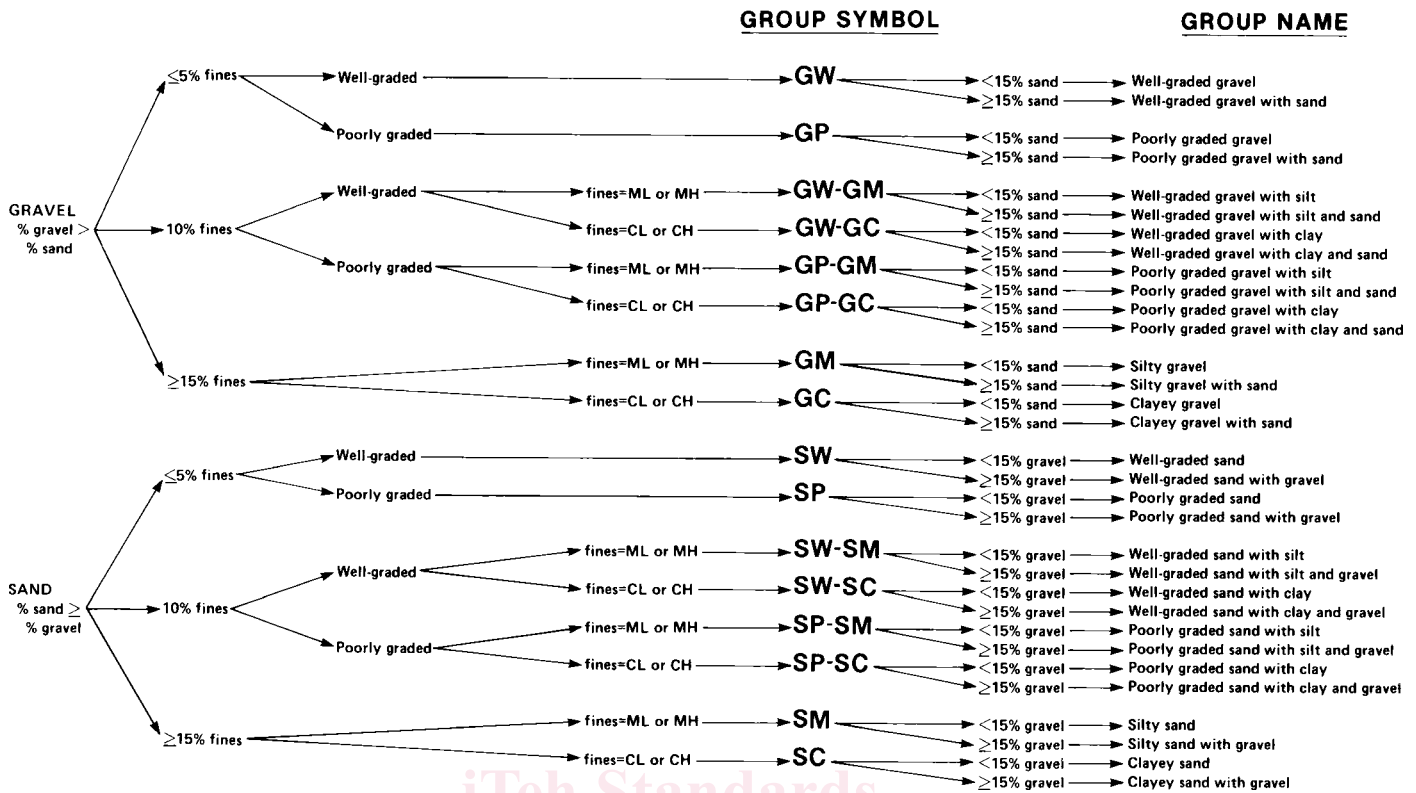 GROUP SYMBOL GROUP NAME
≤5% fines Well-graded GW <15% sand Well-graded gravel
≥15% sand Well-graded gravel with sand
Poorly graded GP <15% sand Poorly graded gravel
≥15% sand Poorly graded gravel with sand
Well-graded fines=ML or MH GW-GM <15% sand Well-graded gravel with silt
≥15% sand Well-graded gravel with silt and sand
GRAVEL
% gravel >
% sand
10% fines fines=CL or CH GW-GC <15% sand Well-graded gravel with clay
≥15% sand Well-graded gravel with clay and sand
Poorly graded fines=ML or MH GP-GM <15% sand Poorly graded gravel with silt
≥15% sand Poorly graded gravel with silt and sand
fines=CL or CH GP-GC <15% sand Poorly graded gravel with clay
≥15% sand Poorly graded gravel with clay and sand
≥15% fines fines=ML or MH GM <15% sand Silty gravel
≥15% sand Silty gravel with sand
fines=CL or CH GC <15% sand Clayey gravel
≥15% sand Clayey gravel with sand
≤5% fines Well-graded SW <15% gravel Well-graded sand
≥15% gravel Well-graded sand with gravel
Poorly graded SP <15% gravel Poorly graded sand
≥15% gravel Poorly graded sand with gravel
fines=ML or MH SW-SM <15% gravel Well-graded sand with silt
Well-graded ≥15% gravel Well-graded sand with silt and gravel
SAND
% sand ≥
% gravel
10% fines fines=CL or CH SW-SC <15% gravel Well-graded sand with clay
≥15% gravel Well-graded sand with clay and gravel
Poorly graded fines=ML or MH SP-SM <15% gravel Poorly graded sand with silt
≥15% gravel Poorly graded sand with silt and gravel
fines=CL or CH SP-SC <15% gravel Poorly graded sand with clay
≥15% gravel Poorly graded sand with clay and gravel
≥15% fines fines=ML or MH SM <15% gravel Silty sand
≥15% gravel Silty sand with gravel
fines=CL or CH SC <15% gravel Clayey sand
≥15% gravel Clayey sand with gravel
iTeh Standards